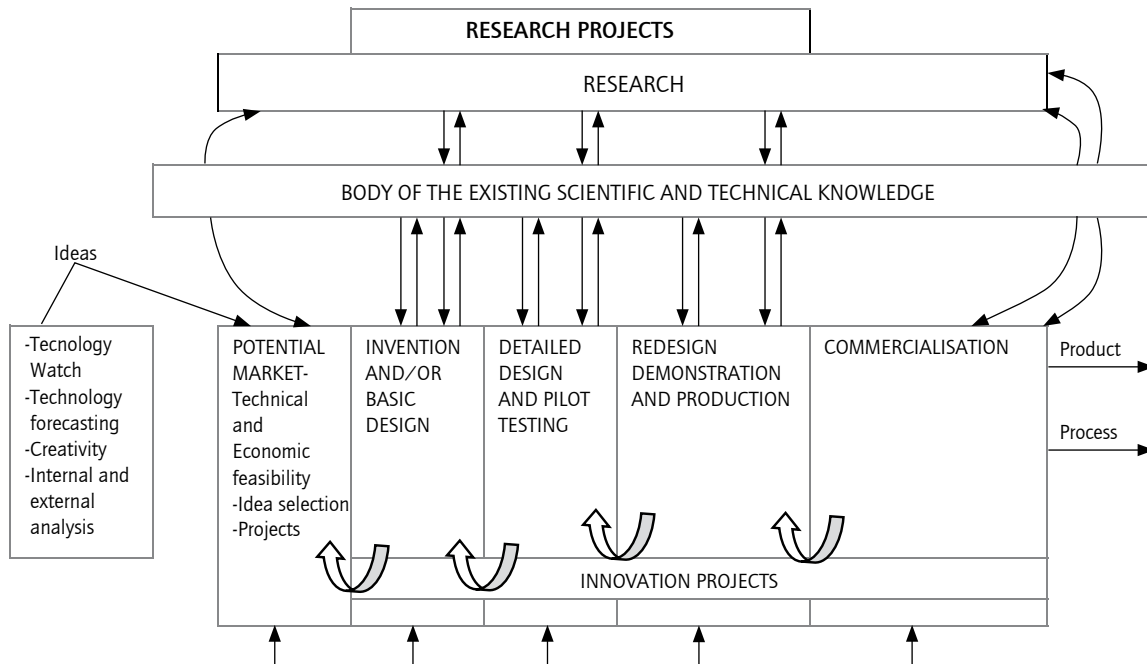 RESEARCH PROJECTS
RESEARCH
BODY OF THE EXISTING SCIENTIFIC AND TECHNICAL KNOWLEDGE
Ideas
-Tecnology
Watch
-Technology
forecasting
-Creativity
-Internal and
external
analysis
POTENTIAL
MARKET-
Technical
and
Economic
feasibility
-Idea selection
-Projects
INVENTION
AND/OR
BASIC
DESIGN
DETAILED
DESIGN
AND PILOT
TESTING
REDESIGN
DEMONSTRATION
AND PRODUCTION
COMMERCIALISATION
Product
Process
INNOVATION PROJECTS